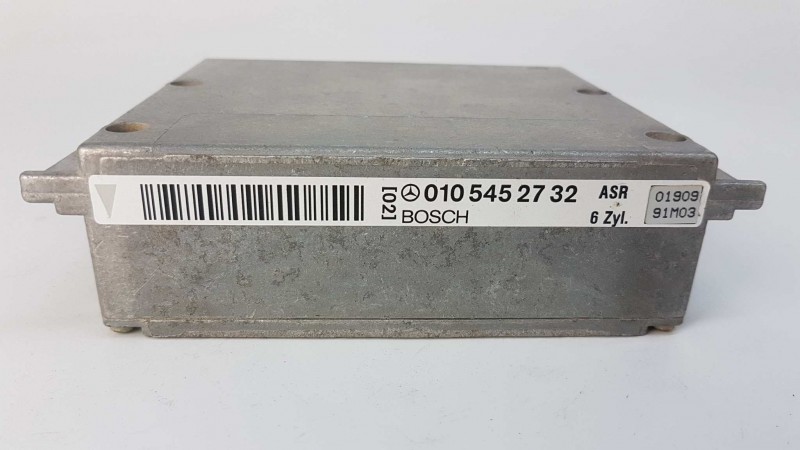 [02]
010 545 27 32 ASR
BOSCH 6 Zyl.
01909
91M03